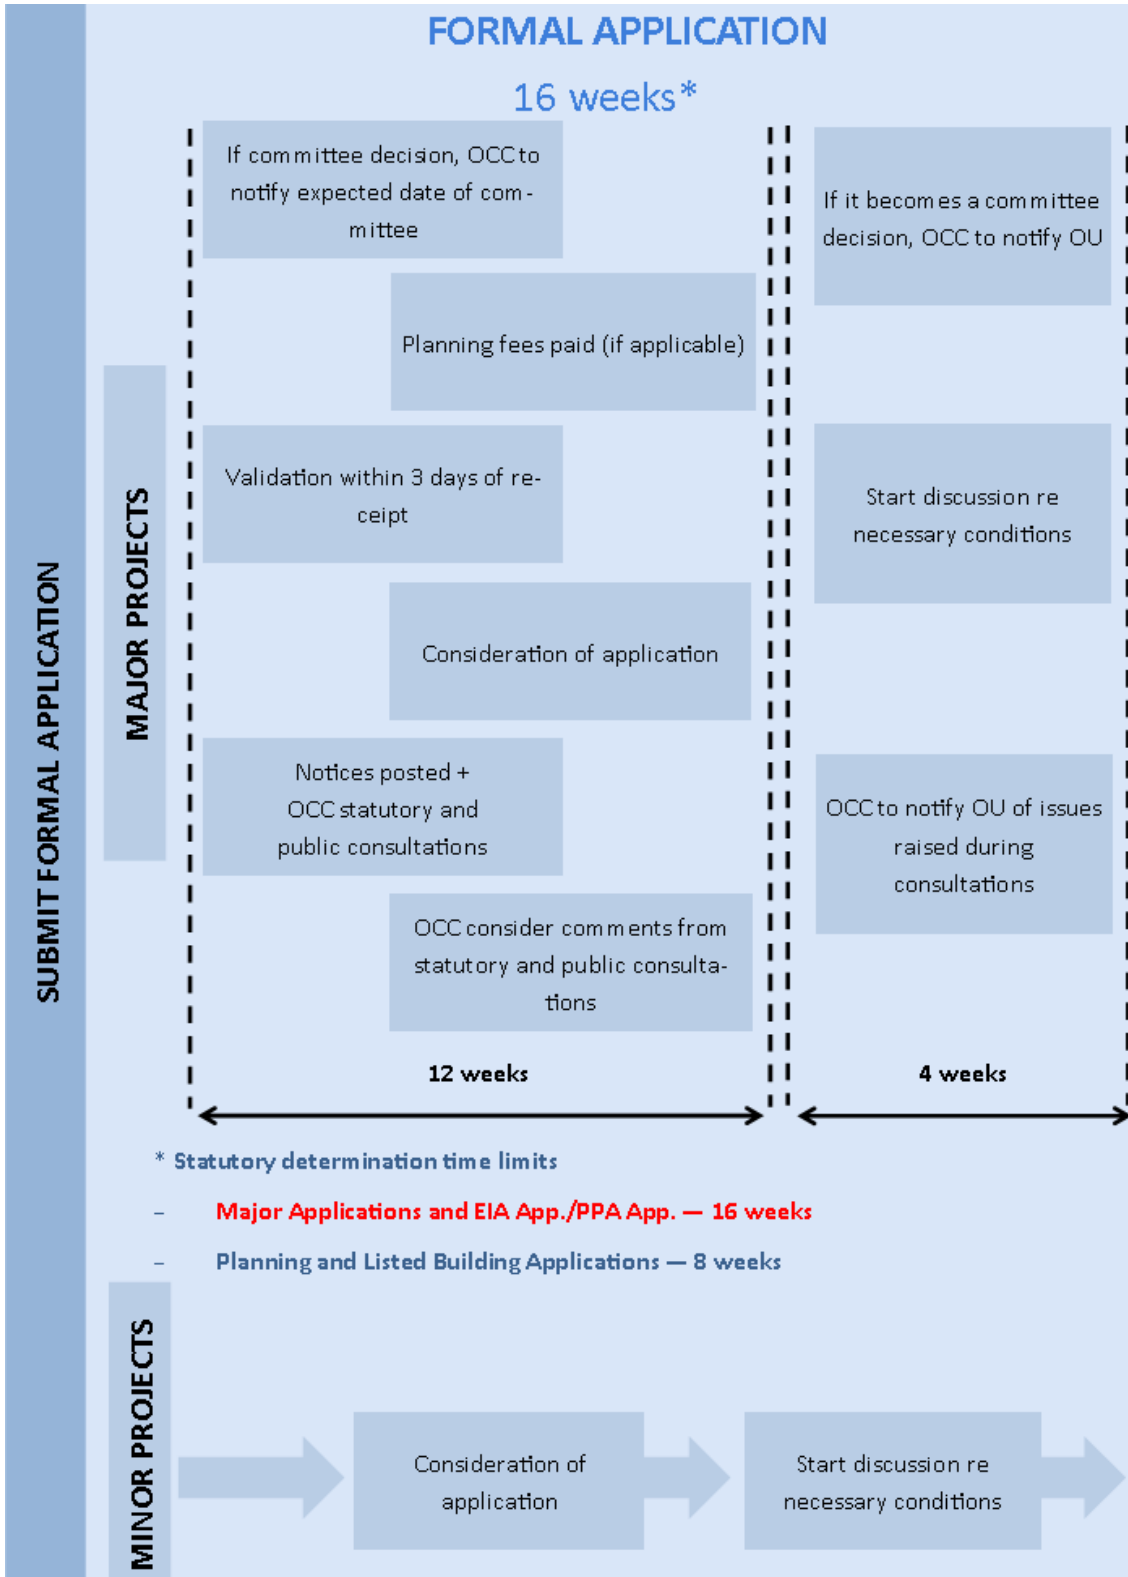 FORMAL APPLICATION
16 weeks*
SUBMIT FORMAL APPLICATION
MAJOR PROJECTS
If committee decision, OCC to
notify expected date of com-
mittee
Planning fees paid (if applicable)
Validation within 3 days of re-
ceipt
Consideration of application
Notices posted +
OCC statutory and
public consultations
OCC consider comments from
statutory and public consulta-
tions
12 weeks
If it becomes a committee
decision, OCC to notify OU
Start discussion re
necessary conditions
OCC to notify OU of issues
raised during
consultations
4 weeks
* Statutory determination time limits
– Major Applications and EIA App./PPA App. — 16 weeks
– Planning and Listed Building Applications — 8 weeks
MINOR PROJECTS
Consideration of
application
Start discussion re
necessary conditions